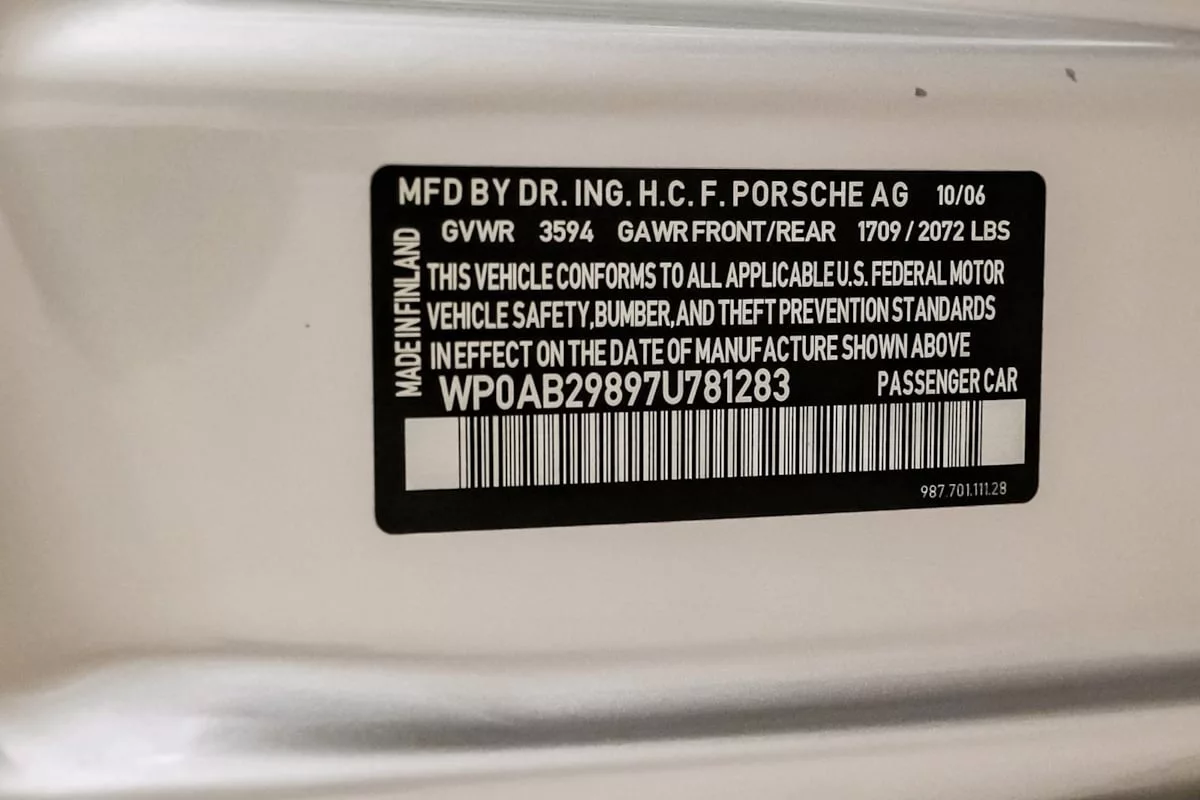 MFD BY DR. ING. H.C. F. PORSCHE AG 10/06
GVWR 3594 GAWR FRONT/REAR 1709 / 2072 LBS
MADE IN FINLAND
THIS VEHICLE CONFORMS TO ALL APPLICABLE U.S. FEDERAL MOTOR
VEHICLE SAFETY, BUMBER, AND THEFT PREVENTION STANDARDS
IN EFFECT ON THE DATE OF MANUFACTURE SHOWN ABOVE
WP0AB29897U781283 PASSENGER CAR
987.701.111.28